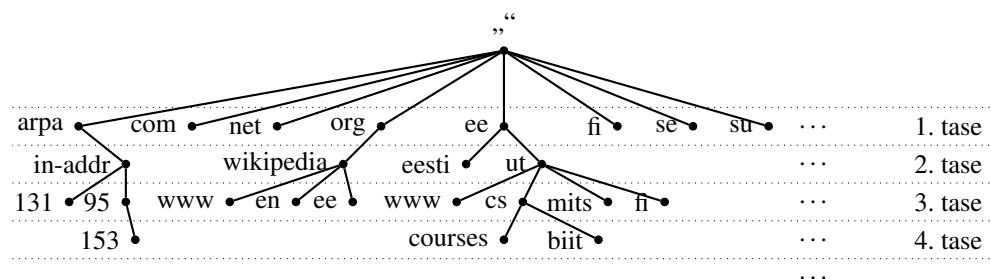 „“
arpa com net org ee fi se su ··· 1. tase
in-addr wikipedia eesti ut ··· 2. tase
131 95 www en ee www cs mits fi ··· 3. tase
153 courses biit ··· 4. tase
···